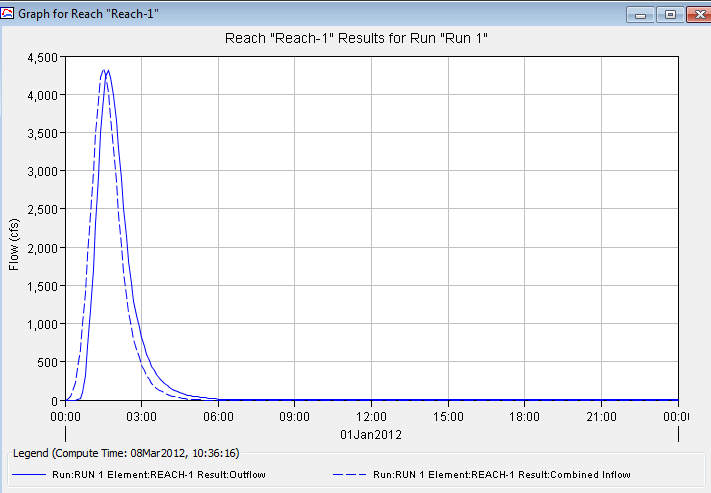 Graph for Reach "Reach-1"
Reach "Reach-1" Results for Run "Run 1"
4,500
4,000
3,500
3,000
2,500
2,000
1,500
1,000
500
0
Flow (cfs)
00:00 03:00 06:00 09:00 12:00 15:00 18:00 21:00 00:00
01Jan2012
Legend (Compute Time: 08Mar2012, 10:36:16)
Run:RUN 1 Element:REACH-1 Result:Outflow Run:RUN 1 Element:REACH-1 Result:Combined Inflow